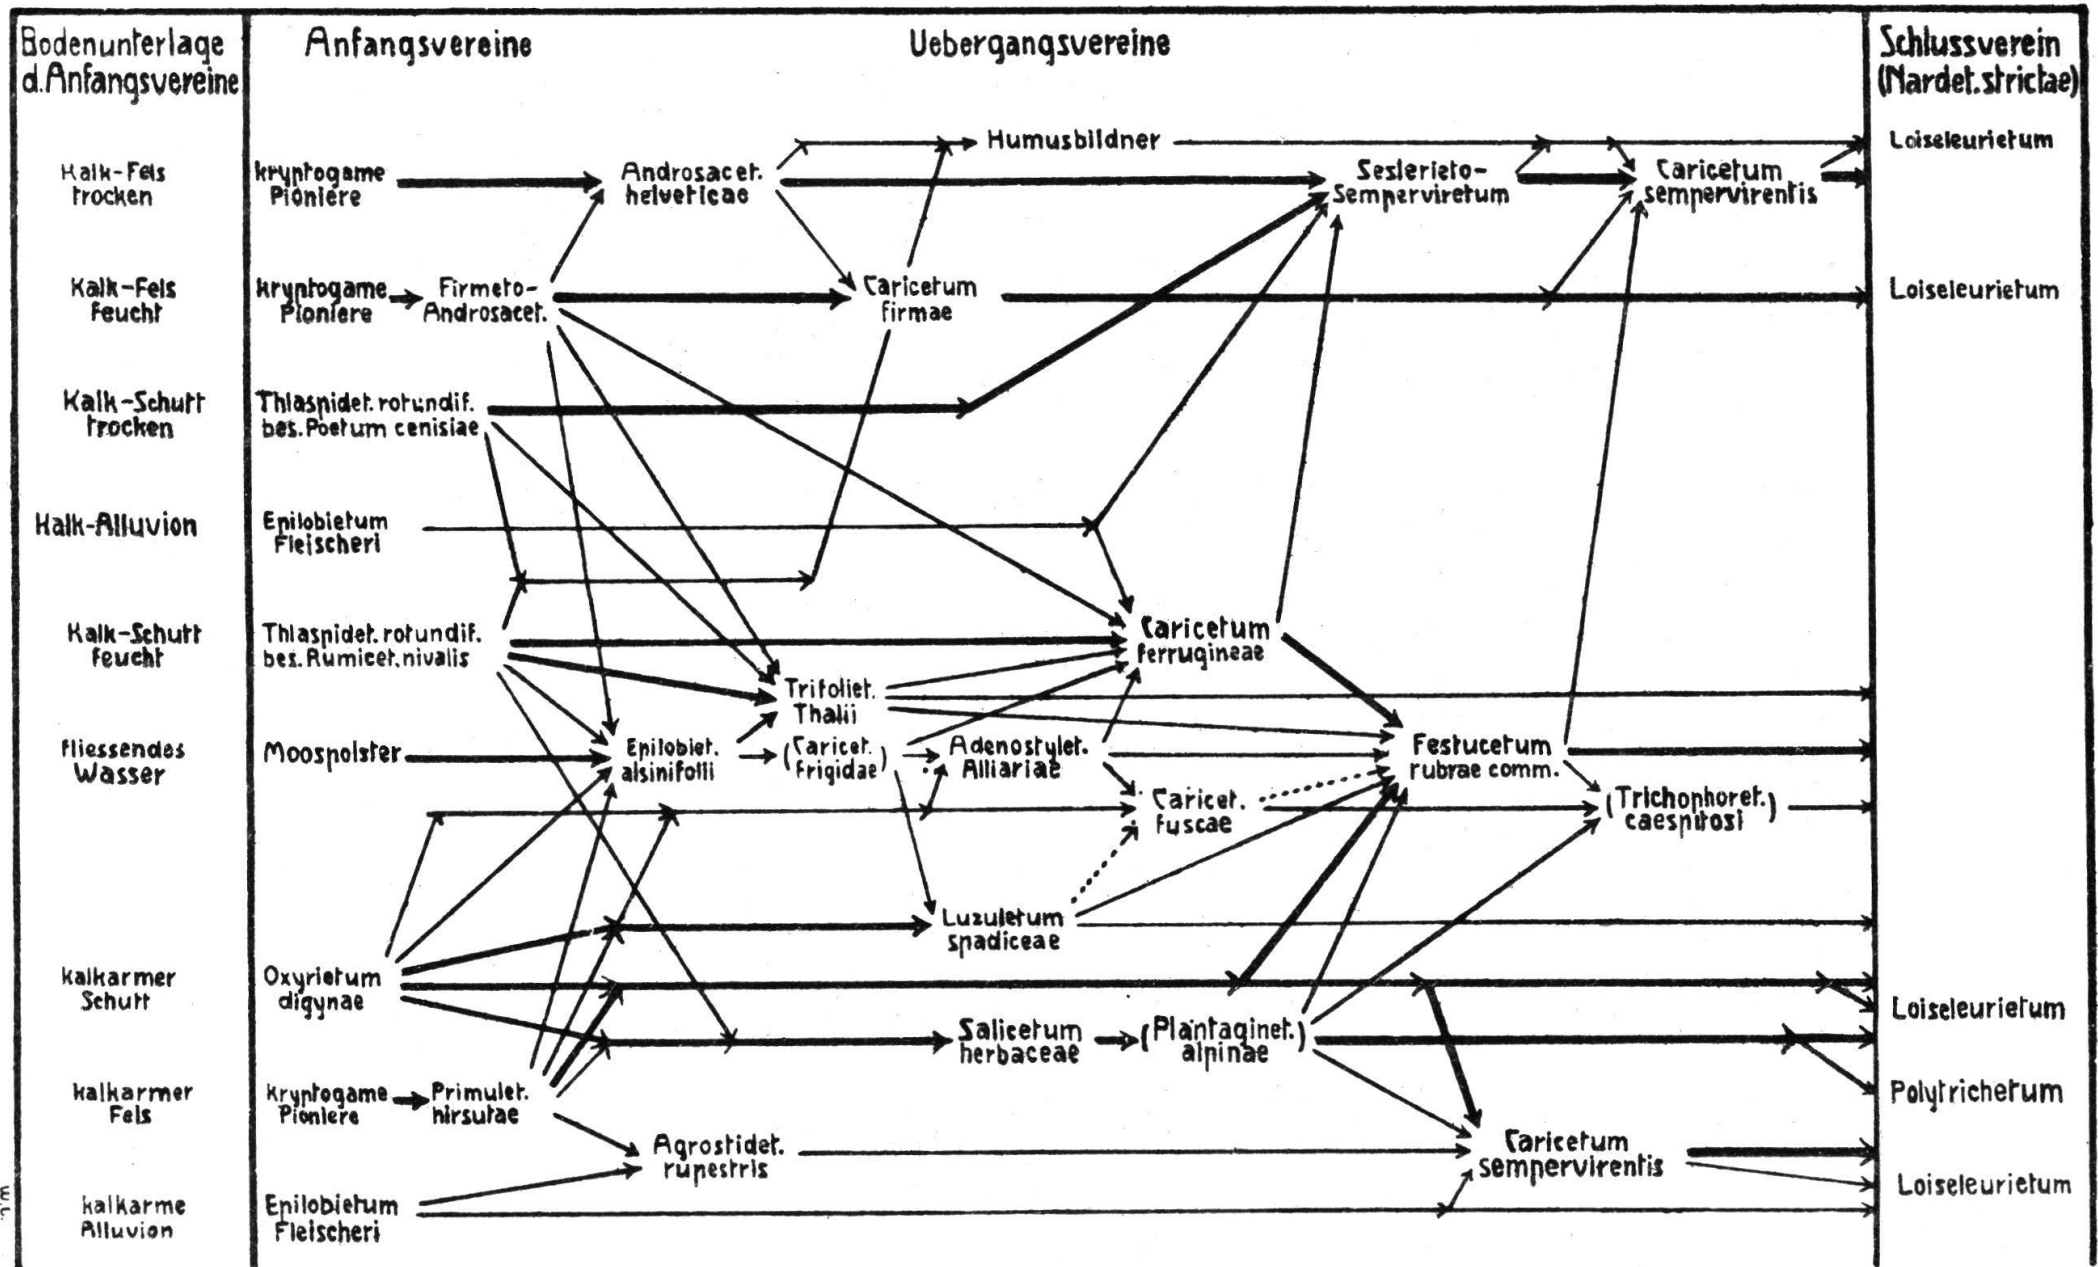 Bodenunterlage
d.Anfangsvereine
Anfangsvereine
Uebergangsvereine
Schlussverein
(Nardet.strictae)
Kalk-Fels
trocken
kryptogame
Pioniere
Androsacet.
helveticae
Humusbildner
Seslerieto-
Semperviretum
Caricetum
sempervirentis
Loiseleurietum
Kalk-Fels
feucht
kryptogame
Pioniere
Firmeto-
Androsacet.
Caricetum
firmae
Loiseleurietum
Kalk-Schutt
trocken
Thlaspidet.rotundif.
bes.Poetum cenisiae
Kalk-Alluvion
Epilobietum
Fleischeri
Kalk-Schutt
feucht
Thlaspidet.rotundif.
bes.Rumicet.nivalis
Caricetum
ferrugineae
Trifoliet.
Thalii
fliessendes
Wasser
Moospolster
Epilobiet.
alsinifolii
(Caricet.
frigidae)
Adenostylet.
Alliariae
Festucetum
rubrae comm.
Caricet.
fuscae
(Trichophoret.)
caespitosi
Luzuletum
spadiceae
kalkarmer
Schutt
Oxyrietum
digynae
Loiseleurietum
Salicetum
herbaceae
(Plantaginet.)
alpinae
kalkarmer
Fels
kryptogame
Pioniere
Primulet.
hirsutae
Polytrichetum
Agrostidet.
rupestris
Caricetum
sempervirentis
Loiseleurietum
kalkarme
Alluvion
Epilobietum
Fleischeri
W.L.